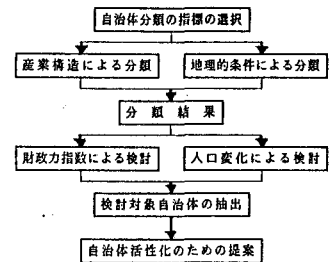 自治体分類の指標の選択
産業構造による分類
地理的条件による分類
分類結果
財政力指数による検討
人口変化による検討
検討対象自治体の抽出
自治体活性化のための提案